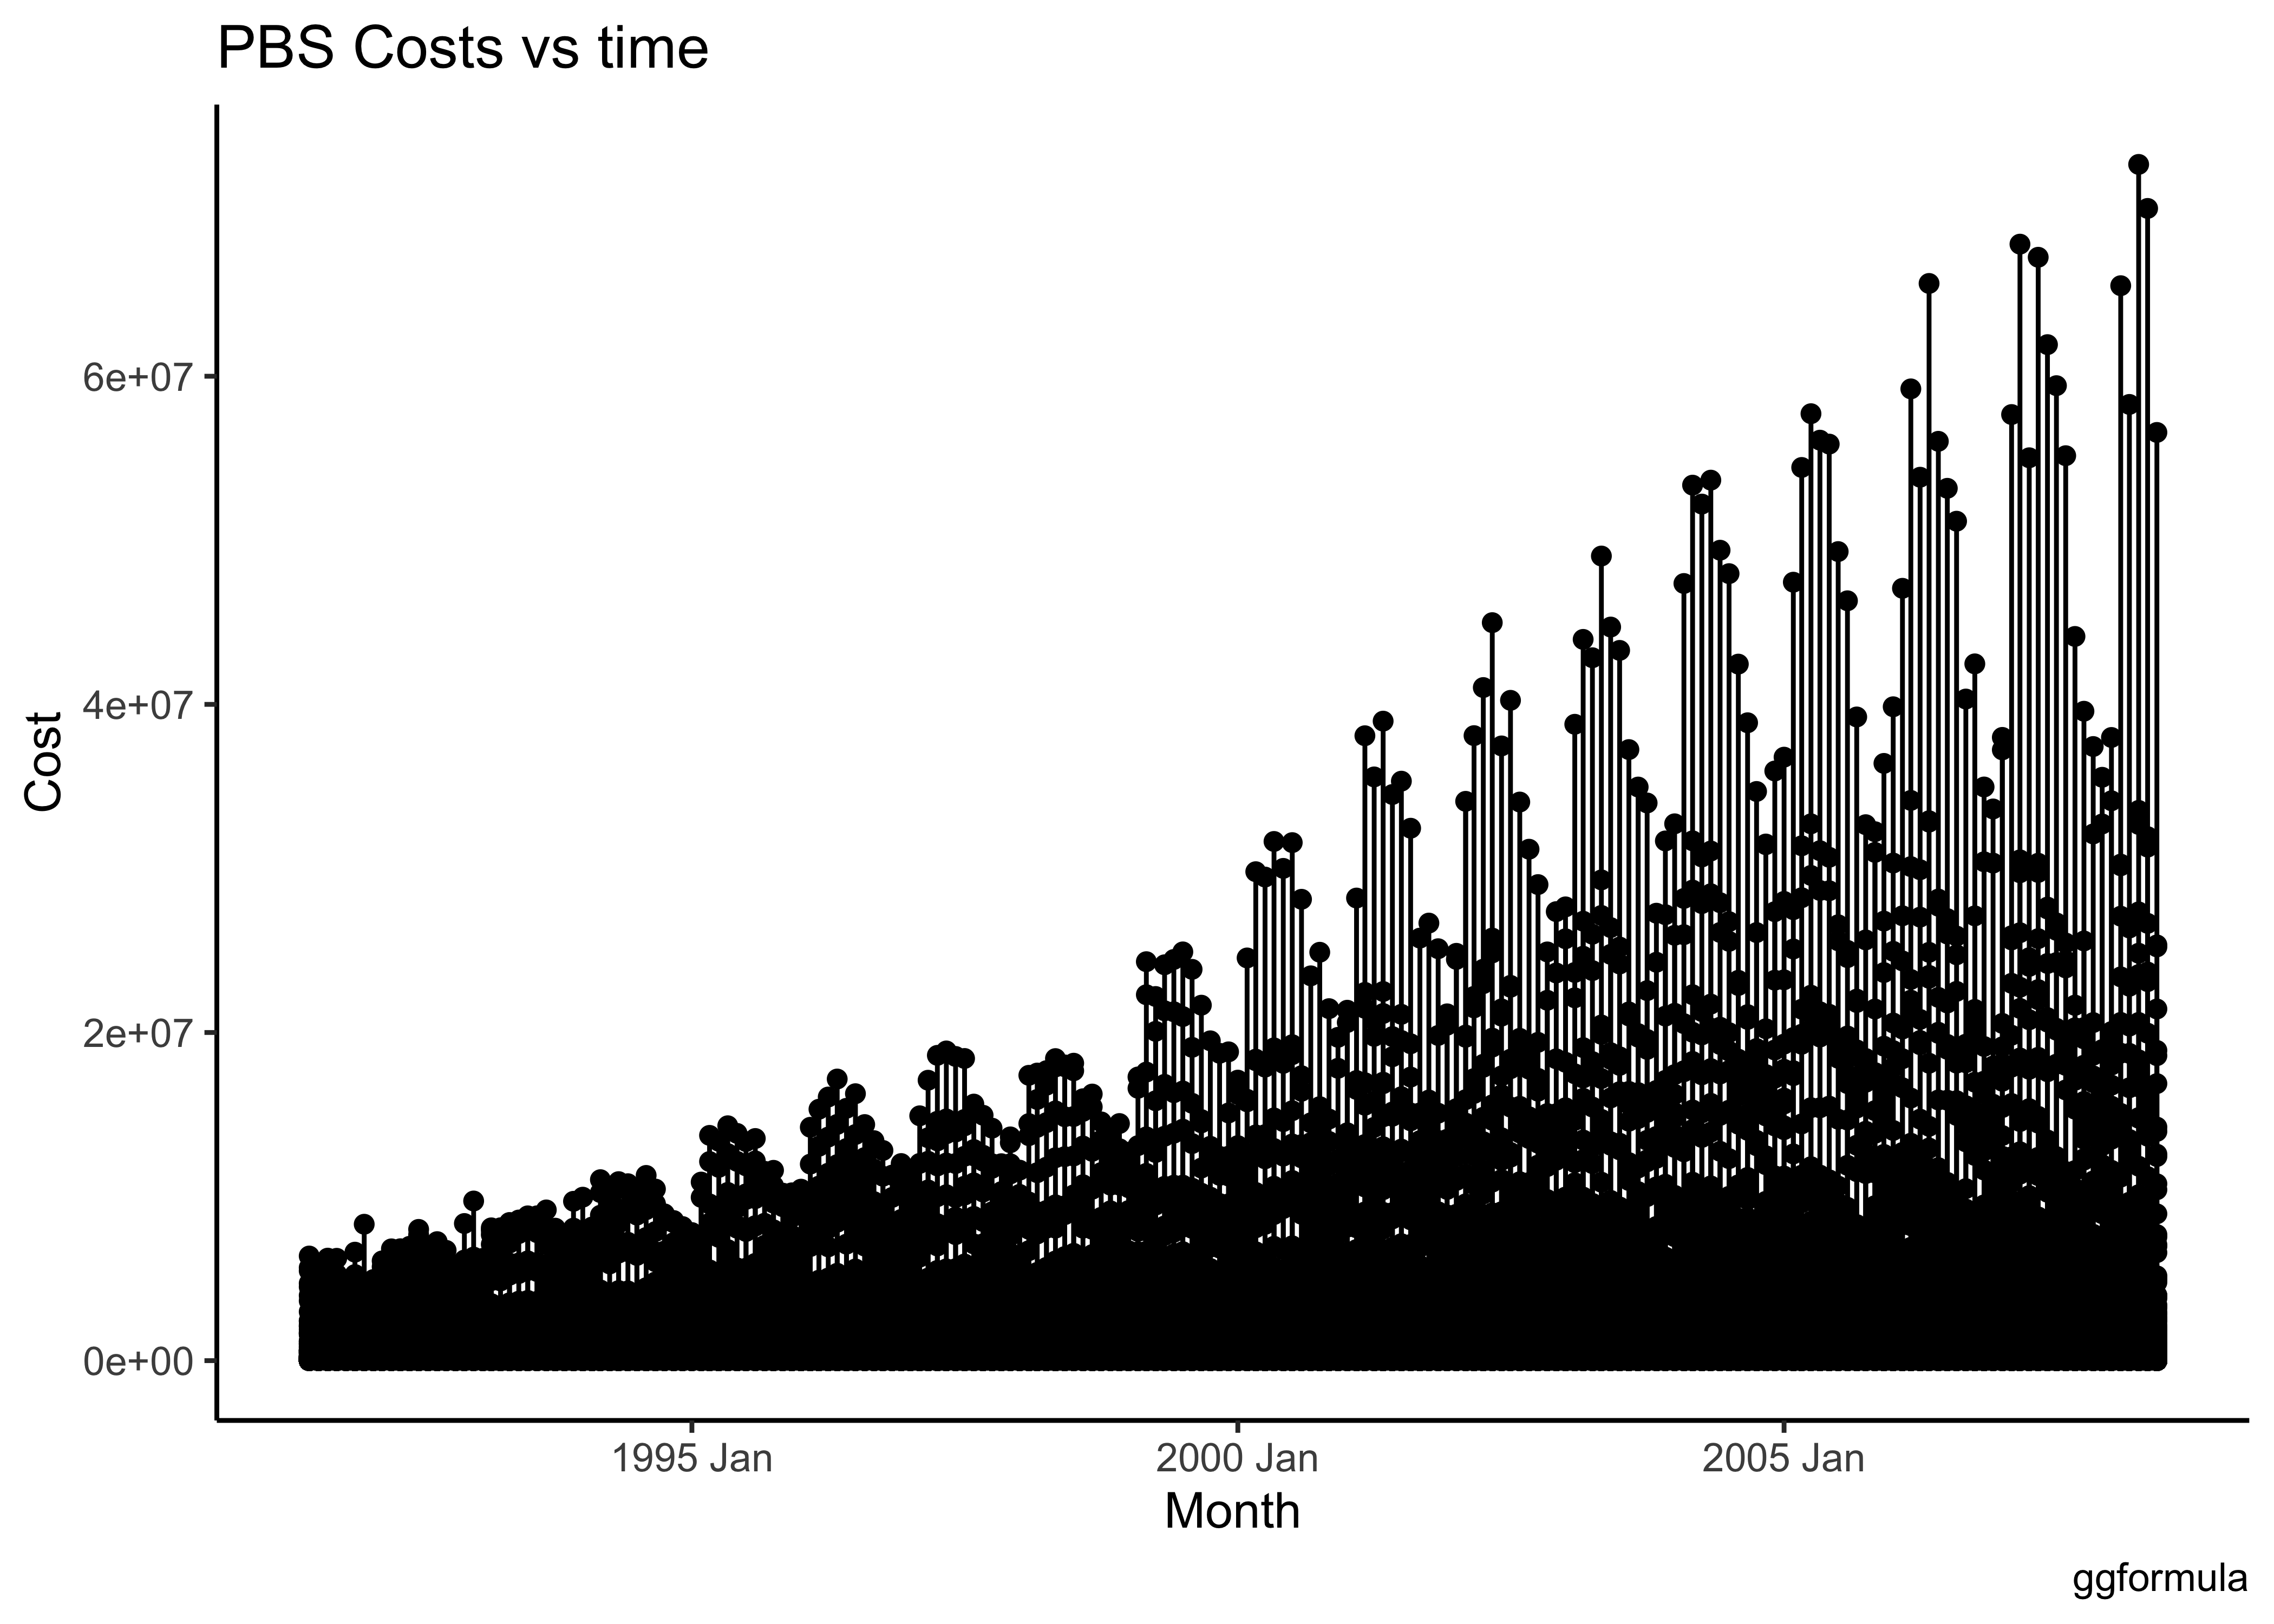 PBS Costs vs time
Cost
6e+07
4e+07
2e+07
0e+00
1995 Jan
2000 Jan
2005 Jan
Month
ggformula